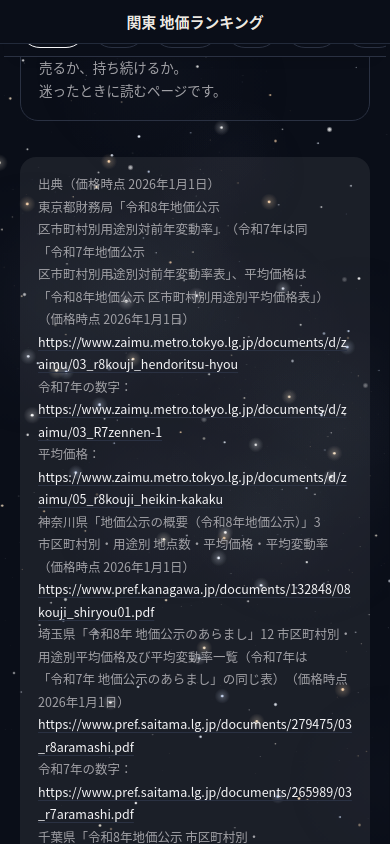 関東 地価ランキング
売るか、持ち続けるか。
迷ったときに読むページです。
出典（価格時点 2026年1月1日）
東京都財務局「令和8年地価公示
区市町村別用途別対前年変動率」（令和7年は同
「令和7年地価公示
区市町村別用途別対前年変動率表」、平均価格は
「令和8年地価公示 区市町村別用途別平均価格表」）
（価格時点 2026年1月1日）
https://www.zaimu.metro.tokyo.lg.jp/documents/d/z
aimu/03_r8kouji_hendoritsu-hyou
令和7年の数字：
https://www.zaimu.metro.tokyo.lg.jp/documents/d/z
aimu/03_R7zennen-1
平均価格：
https://www.zaimu.metro.tokyo.lg.jp/documents/d/z
aimu/05_r8kouji_heikin-kakaku
神奈川県「地価公示の概要（令和8年地価公示）」3
市区町村別・用途別 地点数・平均価格・平均変動率
（価格時点 2026年1月1日）
https://www.pref.kanagawa.jp/documents/132848/08
kouji_shiryou01.pdf
埼玉県「令和8年 地価公示のあらまし」12 市区町村別・
用途別平均価格及び平均変動率一覧（令和7年は
「令和7年 地価公示のあらまし」の同じ表）（価格時点
2026年1月1日）
https://www.pref.saitama.lg.jp/documents/279475/03
_r8aramashi.pdf
令和7年の数字：
https://www.pref.saitama.lg.jp/documents/265989/03
_r7aramashi.pdf
千葉県「令和8年地価公示 市区町村別・